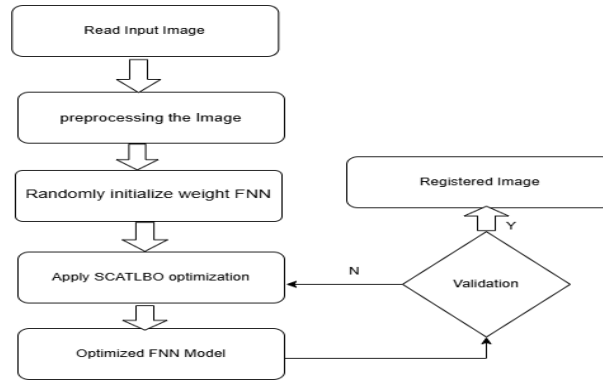 Read Input Image
preprocessing the Image
Randomly initialize weight FNN
Apply SCATLBO optimization
Optimized FNN Model
Registered Image
Y
N
Validation